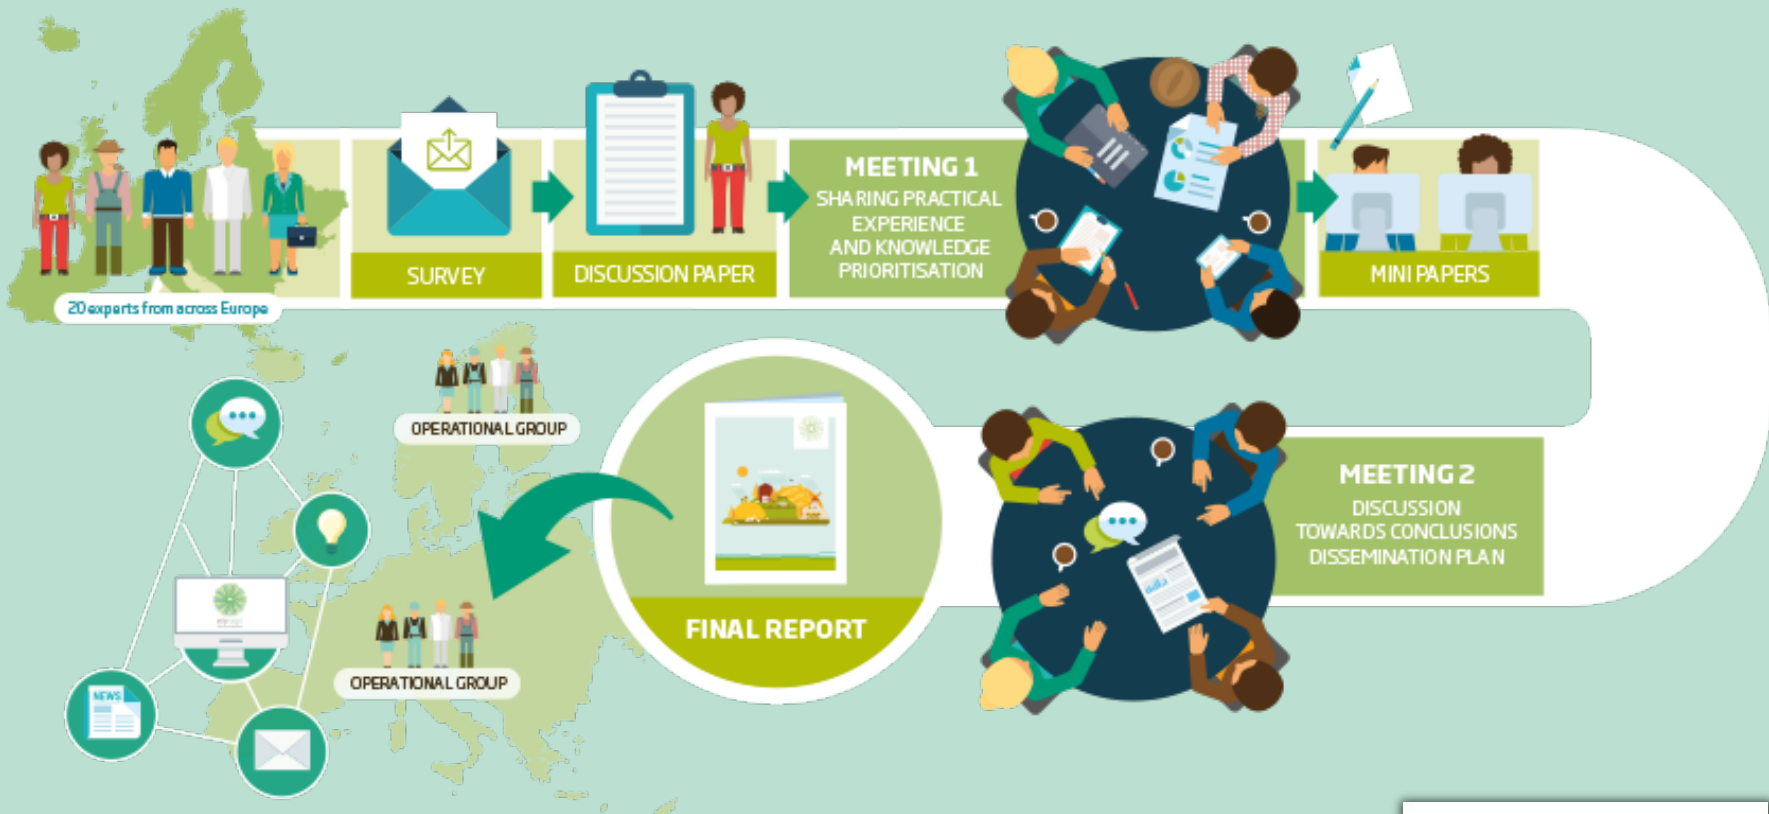 20 experts from across Europe
SURVEY
DISCUSSION PAPER
MEETING 1
SHARING PRACTICAL
EXPERIENCE
AND KNOWLEDGE
PRIORITISATION
MINI PAPERS
MEETING 2
DISCUSSION
TOWARDS CONCLUSIONS
DISSEMINATION PLAN
FINAL REPORT
OPERATIONAL GROUP
OPERATIONAL GROUP
NEWS